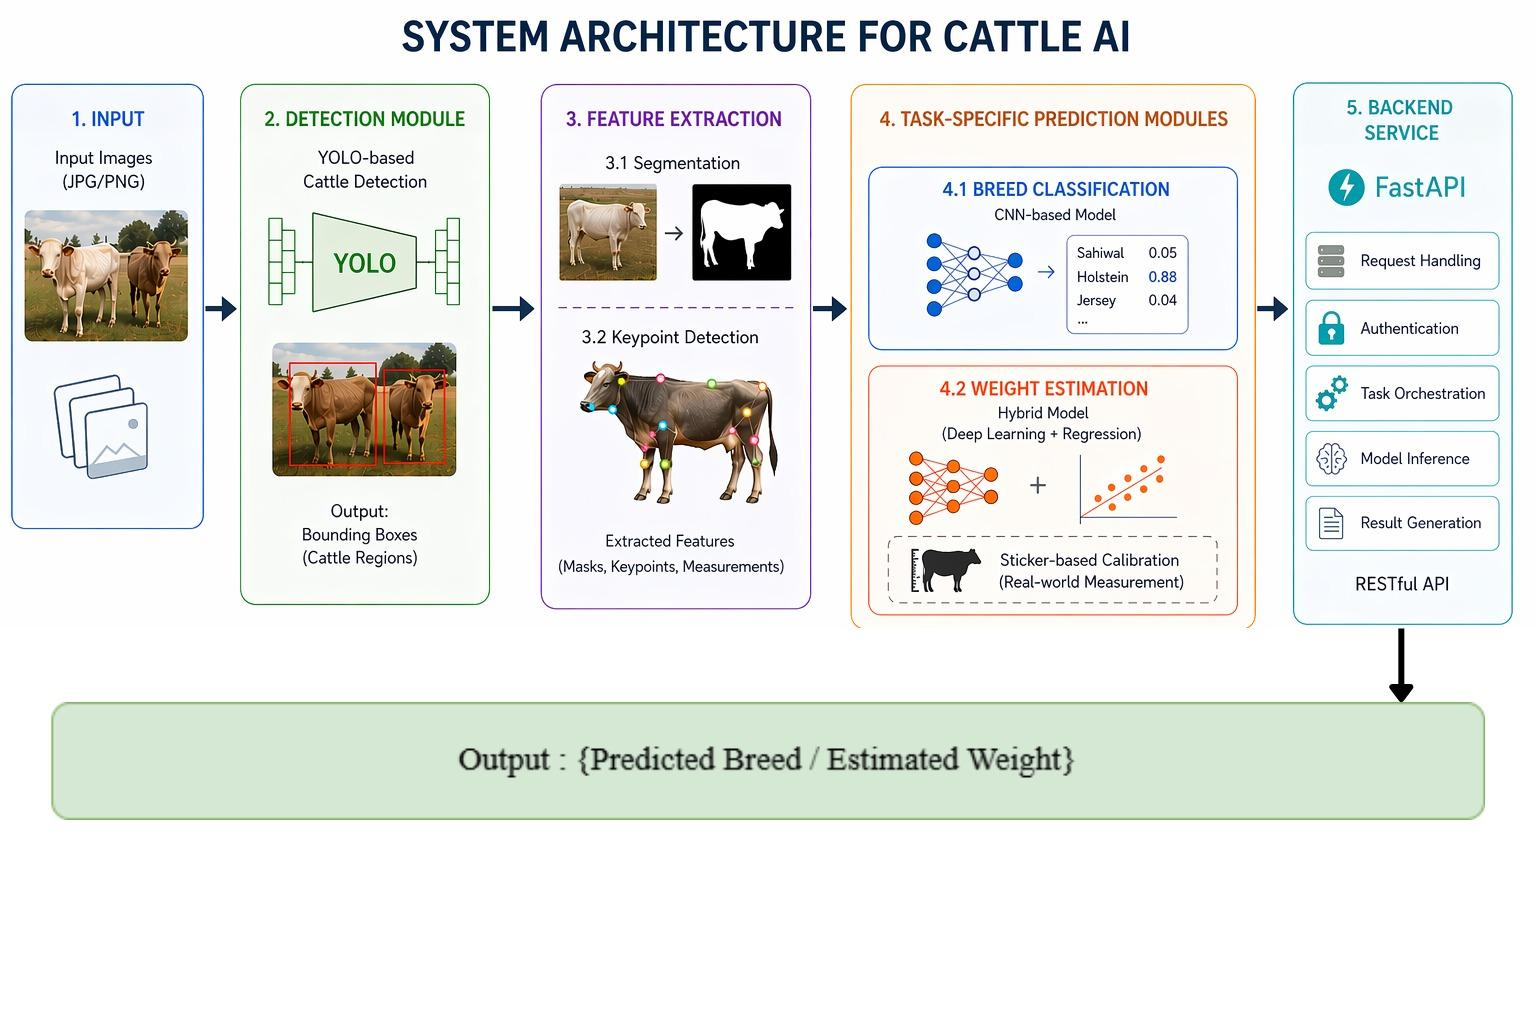 SYSTEM ARCHITECTURE FOR CATTLE AI
1. INPUT
Input Images
(JPG/PNG)
2. DETECTION MODULE
YOLO-based
Cattle Detection
YOLO
Output:
Bounding Boxes
(Cattle Regions)
3. FEATURE EXTRACTION
3.1 Segmentation
3.2 Keypoint Detection
Extracted Features
(Masks, Keypoints, Measurements)
4. TASK-SPECIFIC PREDICTION MODULES
4.1 BREED CLASSIFICATION
CNN-based Model
Sahiwal 0.05
Holstein 0.88
Jersey 0.04
...
4.2 WEIGHT ESTIMATION
Hybrid Model
(Deep Learning + Regression)
+
Sticker-based Calibration
(Real-world Measurement)
5. BACKEND
SERVICE
FastAPI
Request Handling
Authentication
Task Orchestration
Model Inference
Result Generation
RESTful API
Output : {Predicted Breed / Estimated Weight}